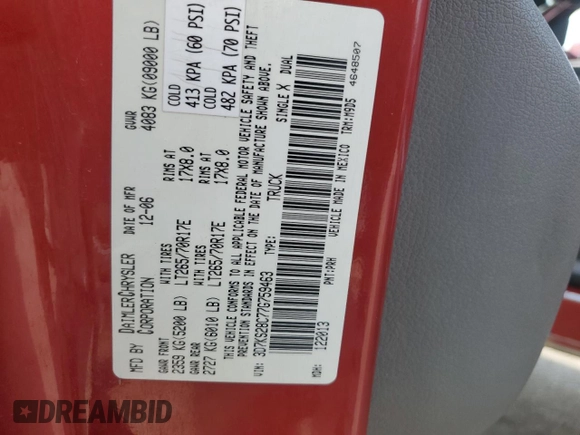 MFD BY DAIMLERCHRYSLER CORPORATION
DATE OF MFR 12-06
GVWR 4083 KG(09000 LB)
GAWR FRONT WITH TIRES RIMS AT COLD
2359 KG(5200 LB) LT265/70R17E 17X8.0 413 KPA (60 PSI)
GAWR REAR WITH TIRES RIMS AT COLD
2727 KG(6010 LB) LT265/70R17E 17X8.0 482 KPA (70 PSI)
THIS VEHICLE CONFORMS TO ALL APPLICABLE FEDERAL MOTOR VEHICLE SAFETY AND THEFT
PREVENTION STANDARDS IN EFFECT ON THE DATE OF MANUFACTURE SHOWN ABOVE.
VIN: 3D7KS28C77G759463 TYPE: TRUCK SINGLE X DUAL
MDH: 122013 PNT:PRH VEHICLE MADE IN MEXICO TRM:M9D5
4648507
DREAMBID